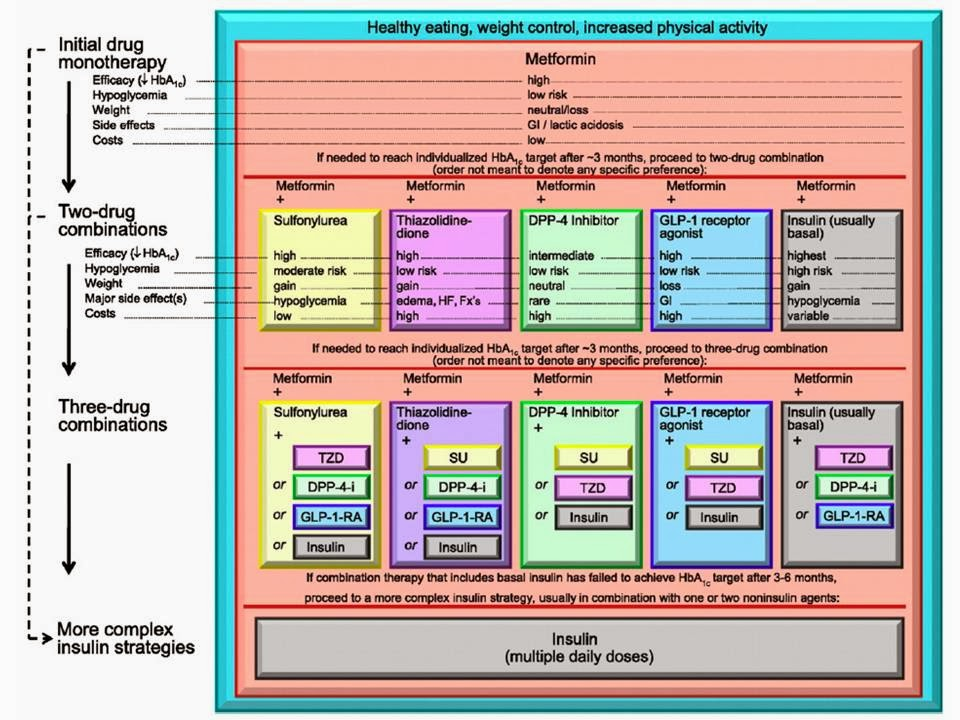 Healthy eating, weight control, increased physical activity
Initial drug
monotherapy
Metformin
Efficacy (↓ HbA1c) high
Hypoglycemia low risk
Weight neutral/loss
Side effects GI / lactic acidosis
Costs low
If needed to reach individualized HbA1c target after ~3 months, proceed to two-drug combination
(order not meant to denote any specific preference):
Metformin Metformin Metformin Metformin Metformin
+ + + + +
Two-drug
combinations
Sulfonylurea Thiazolidine- DPP-4 Inhibitor GLP-1 receptor Insulin (usually
dione agonist basal)
Efficacy (↓HbA1c) high high intermediate high highest
Hypoglycemia moderate risk low risk low risk low risk high risk
Weight gain gain neutral loss gain
Major side effect(s) hypoglycemia edema, HF, Fx's rare GI hypoglycemia
Costs low high high high variable
If needed to reach individualized HbA1c target after ~3 months, proceed to three-drug combination
(order not meant to denote any specific preference):
Metformin Metformin Metformin Metformin Metformin
+ + + + +
Three-drug
combinations
Sulfonylurea Thiazolidine- DPP-4 Inhibitor GLP-1 receptor Insulin (usually
dione agonist basal)
+ + + + +
TZD SU SU SU TZD
or DPP-4-i or DPP-4-i or TZD or TZD or DPP-4-i
or GLP-1-RA or GLP-1-RA or Insulin or Insulin or GLP-1-RA
or Insulin or Insulin
If combination therapy that includes basal insulin has failed to achieve HbA1c target after 3-6 months,
proceed to a more complex insulin strategy, usually in combination with one or two noninsulin agents:
More complex
insulin strategies
Insulin
(multiple daily doses)